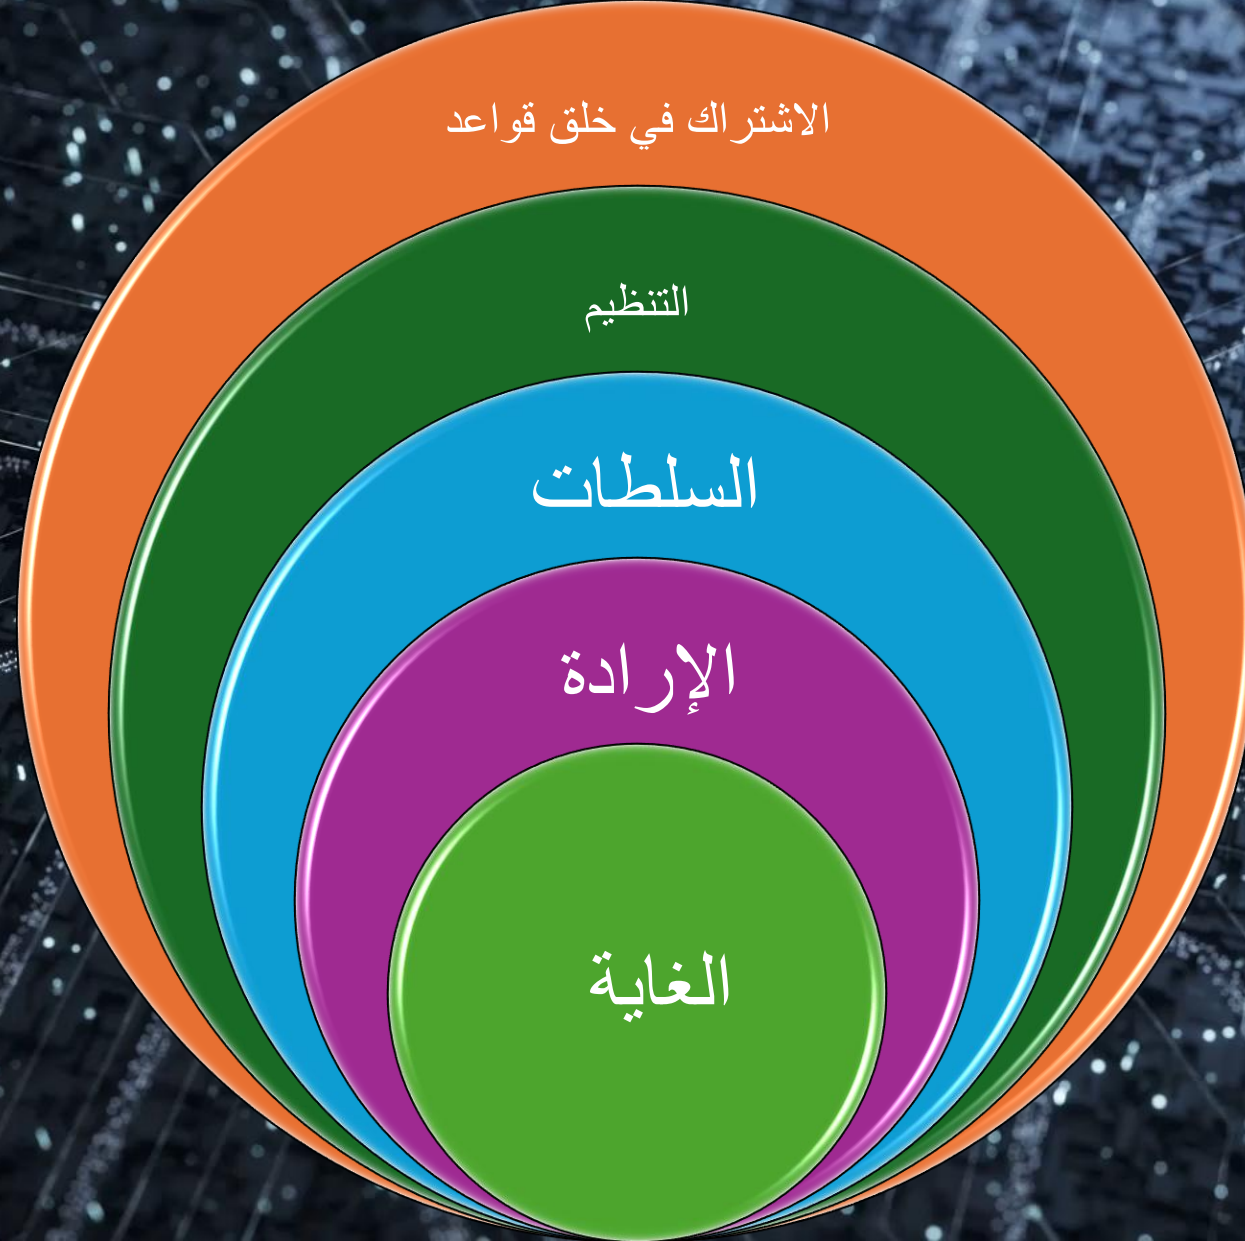 الاشتراك في خلق قواعد
التنظيم
السلطات
الإرادة
الغاية